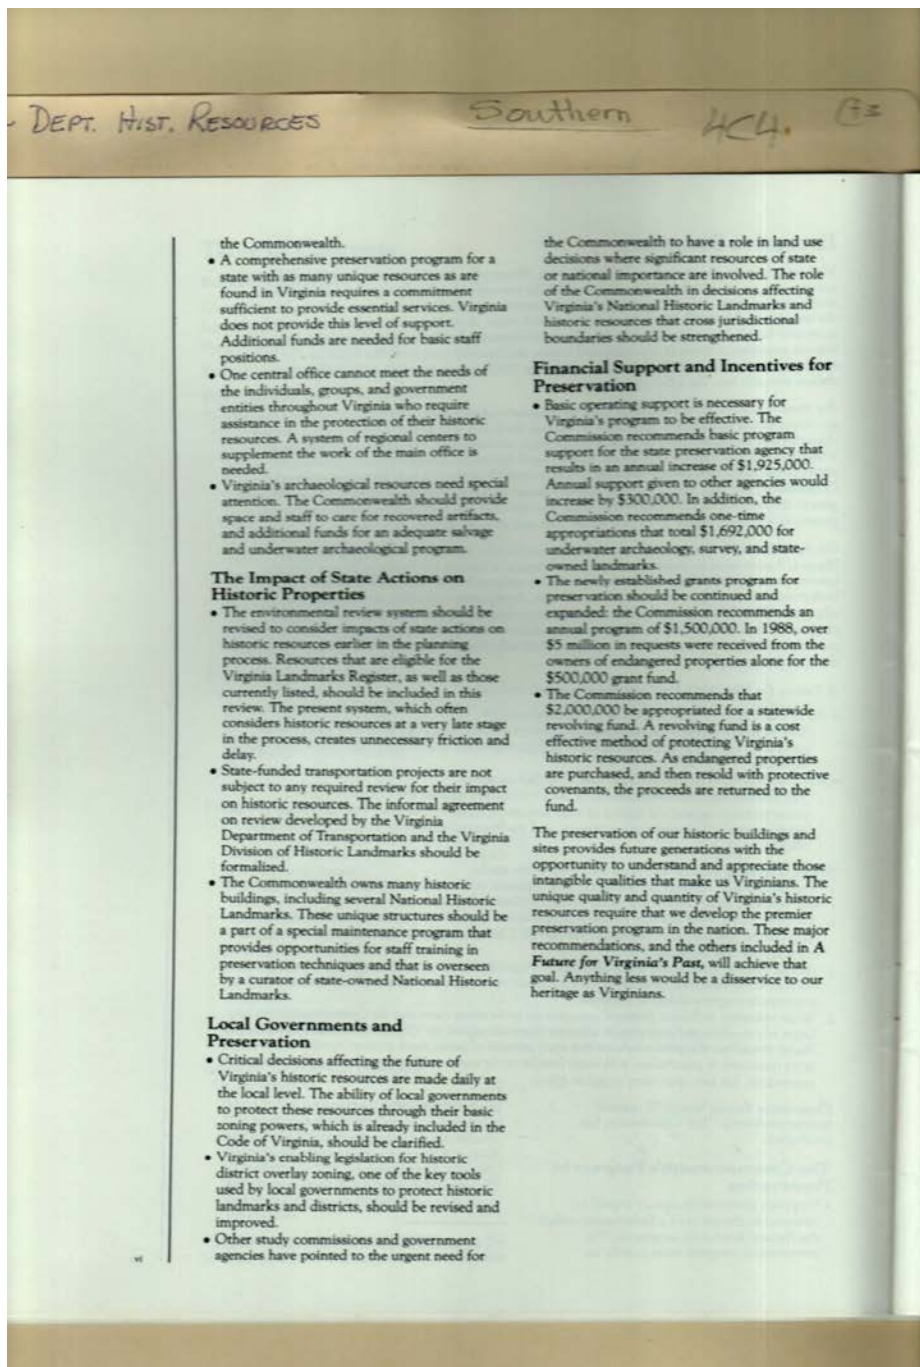 - DEPT. HIST. RESOURCES
Southern
4C4.
the Commonwealth.
• A comprehensive preservation program for a
state with as many unique resources as are
found in Virginia requires a commitment
sufficient to provide essential services. Virginia
does not provide this level of support.
Additional funds are needed for basic staff
positions.
• One central office cannot meet the needs of
the individuals, groups, and government
entities throughout Virginia who require
assistance in the protection of their historic
resources. A system of regional centers to
supplement the work of the main office is
needed.
• Virginia's archaeological resources need special
attention. The Commonwealth should provide
space and staff to care for recovered artifacts,
and additional funds for an adequate salvage
and underwater archaeological program.
The Impact of State Actions on
Historic Properties
• The environmental review system should be
revised to consider impacts of state actions on
historic resources earlier in the planning
process. Resources that are eligible for the
Virginia Landmarks Register, as well as those
currently listed, should be included in this
review. The present system, which often
considers historic resources at a very late stage
in the process, creates unnecessary friction and
delay.
• State-funded transportation projects are not
subject to any required review for their impact
on historic resources. The informal agreement
on review developed by the Virginia
Department of Transportation and the Virginia
Division of Historic Landmarks should be
formalized.
• The Commonwealth owns many historic
buildings, including several National Historic
Landmarks. These unique structures should be
a part of a special maintenance program that
provides opportunities for staff training in
preservation techniques and that is overseen
by a curator of state-owned National Historic
Landmarks.
Local Governments and
Preservation
• Critical decisions affecting the future of
Virginia's historic resources are made daily at
the local level. The ability of local governments
to protect these resources through their basic
zoning powers, which is already included in the
Code of Virginia, should be clarified.
• Virginia's enabling legislation for historic
district overlay zoning, one of the key tools
used by local governments to protect historic
landmarks and districts, should be revised and
improved.
• Other study commissions and government
agencies have pointed to the urgent need for
the Commonwealth to have a role in land use
decisions where significant resources of state
or national importance are involved. The role
of the Commonwealth in decisions affecting
Virginia's National Historic Landmarks and
historic resources that cross jurisdictional
boundaries should be strengthened.
Financial Support and Incentives for
Preservation
• Basic operating support is necessary for
Virginia's program to be effective. The
Commission recommends basic program
support for the state preservation agency that
results in an annual increase of $1,925,000.
Annual support given to other agencies would
increase by $300,000. In addition, the
Commission recommends one-time
appropriations that total $1,692,000 for
underwater archaeology, survey, and state-
owned landmarks.
• The newly established grants program for
preservation should be continued and
expanded: the Commission recommends an
annual program of $1,500,000. In 1988, over
$5 million in requests were received from the
owners of endangered properties alone for the
$500,000 grant fund.
• The Commission recommends that
$2,000,000 be appropriated for a statewide
revolving fund. A revolving fund is a cost
effective method of protecting Virginia's
historic resources. As endangered properties
are purchased, and then resold with protective
covenants, the proceeds are returned to the
fund.
The preservation of our historic buildings and
sites provides future generations with the
opportunity to understand and appreciate those
intangible qualities that make us Virginians. The
unique quality and quantity of Virginia's historic
resources require that we develop the premier
preservation program in the nation. These major
recommendations, and the others included in A
Future for Virginia's Past, will achieve that
goal. Anything less would be a disservice to our
heritage as Virginians.
vi